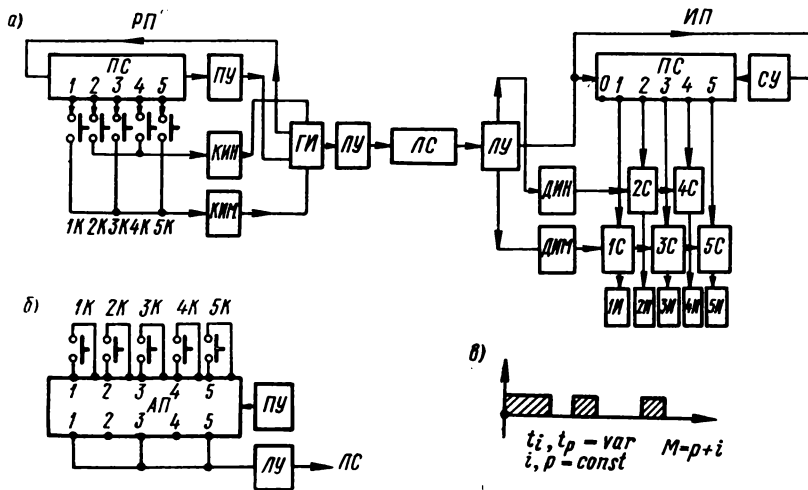 а)
РП
ПС
1 2 3 4 5
ПУ
КИН
КИМ
1К 2К 3К 4К 5К
ГИ
ЛУ
ЛС
ЛУ
ИП
ПС
0 1 2 3 4 5
СУ
ДИН
ДИМ
2С 4С
1С 3С 5С
1И 2И 3И 4И 5И
б)
1К 2К 3К 4К 5К
1 2 3 4 5
АП
1 2 3 4 5
ПУ
ЛУ
ЛС
в)
ti, tp = var
i, p = const
M=p+i